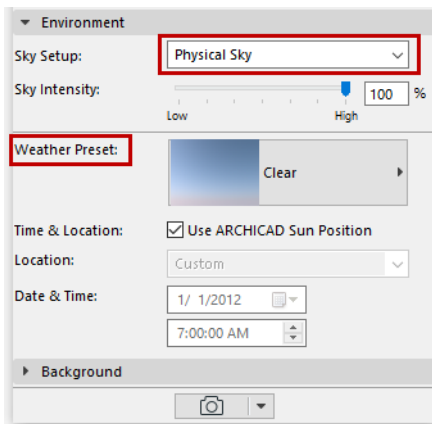 Environment
Sky Setup: Physical Sky
Sky Intensity: 100 %
Low High
Weather Preset: Clear
Time & Location: Use ARCHICAD Sun Position
Location: Custom
Date & Time: 1/ 1/2012
7:00:00 AM
Background